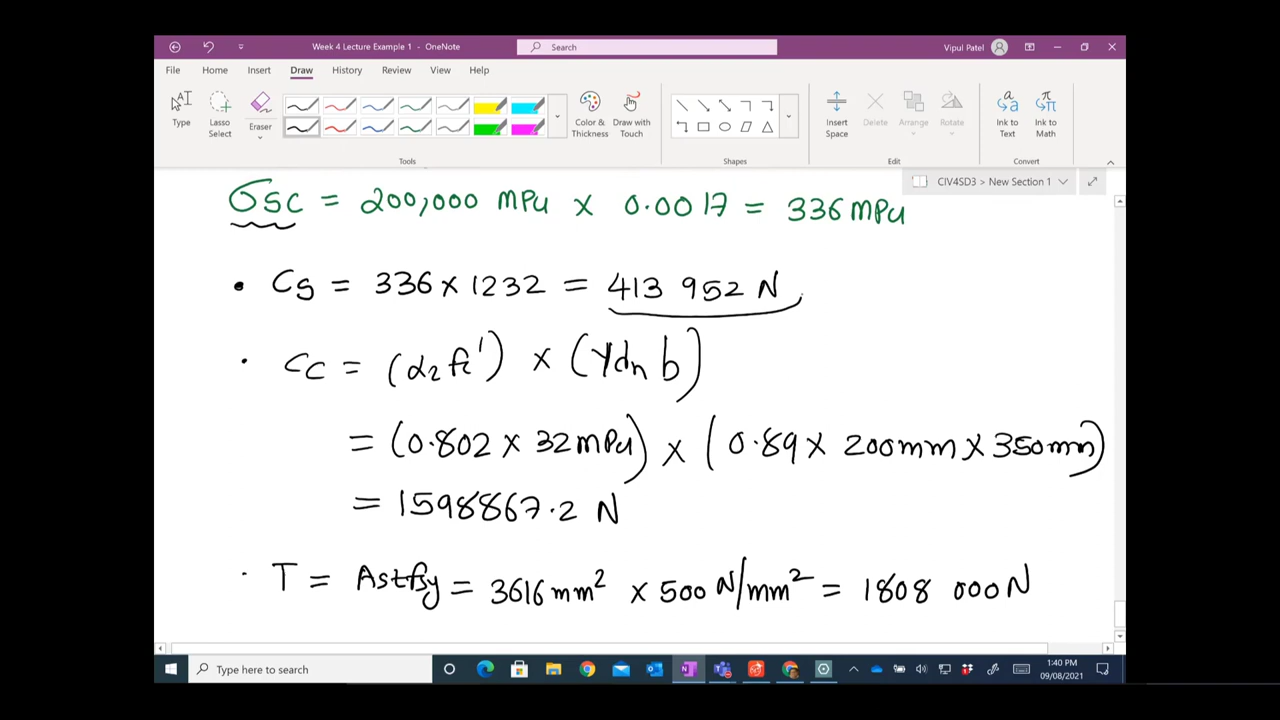 Week 4 Lecture Example 1 - OneNote
Search
Vipul Patel
File Home Insert Draw History Review View Help
Type
Lasso Select
Eraser
Color & Thickness
Draw with Touch
Insert Space
Delete
Arrange
Rotate
Ink to Text
Ink to Math
Tools
Shapes
Edit
Convert
CIV4SD3 > New Section 1
σsc = 200,000 MPa × 0.0017 = 336 MPa
• Cs = 336 × 1232 = 413 952 N
· Cc = (α2 fc') × (γ dn b)
= (0.802 × 32 MPa) × (0.89 × 200mm × 350mm)
= 1598867.2 N
· T = Ast fsy = 3616 mm² × 500 N/mm² = 1808 000 N
Type here to search
1:40 PM
09/08/2021